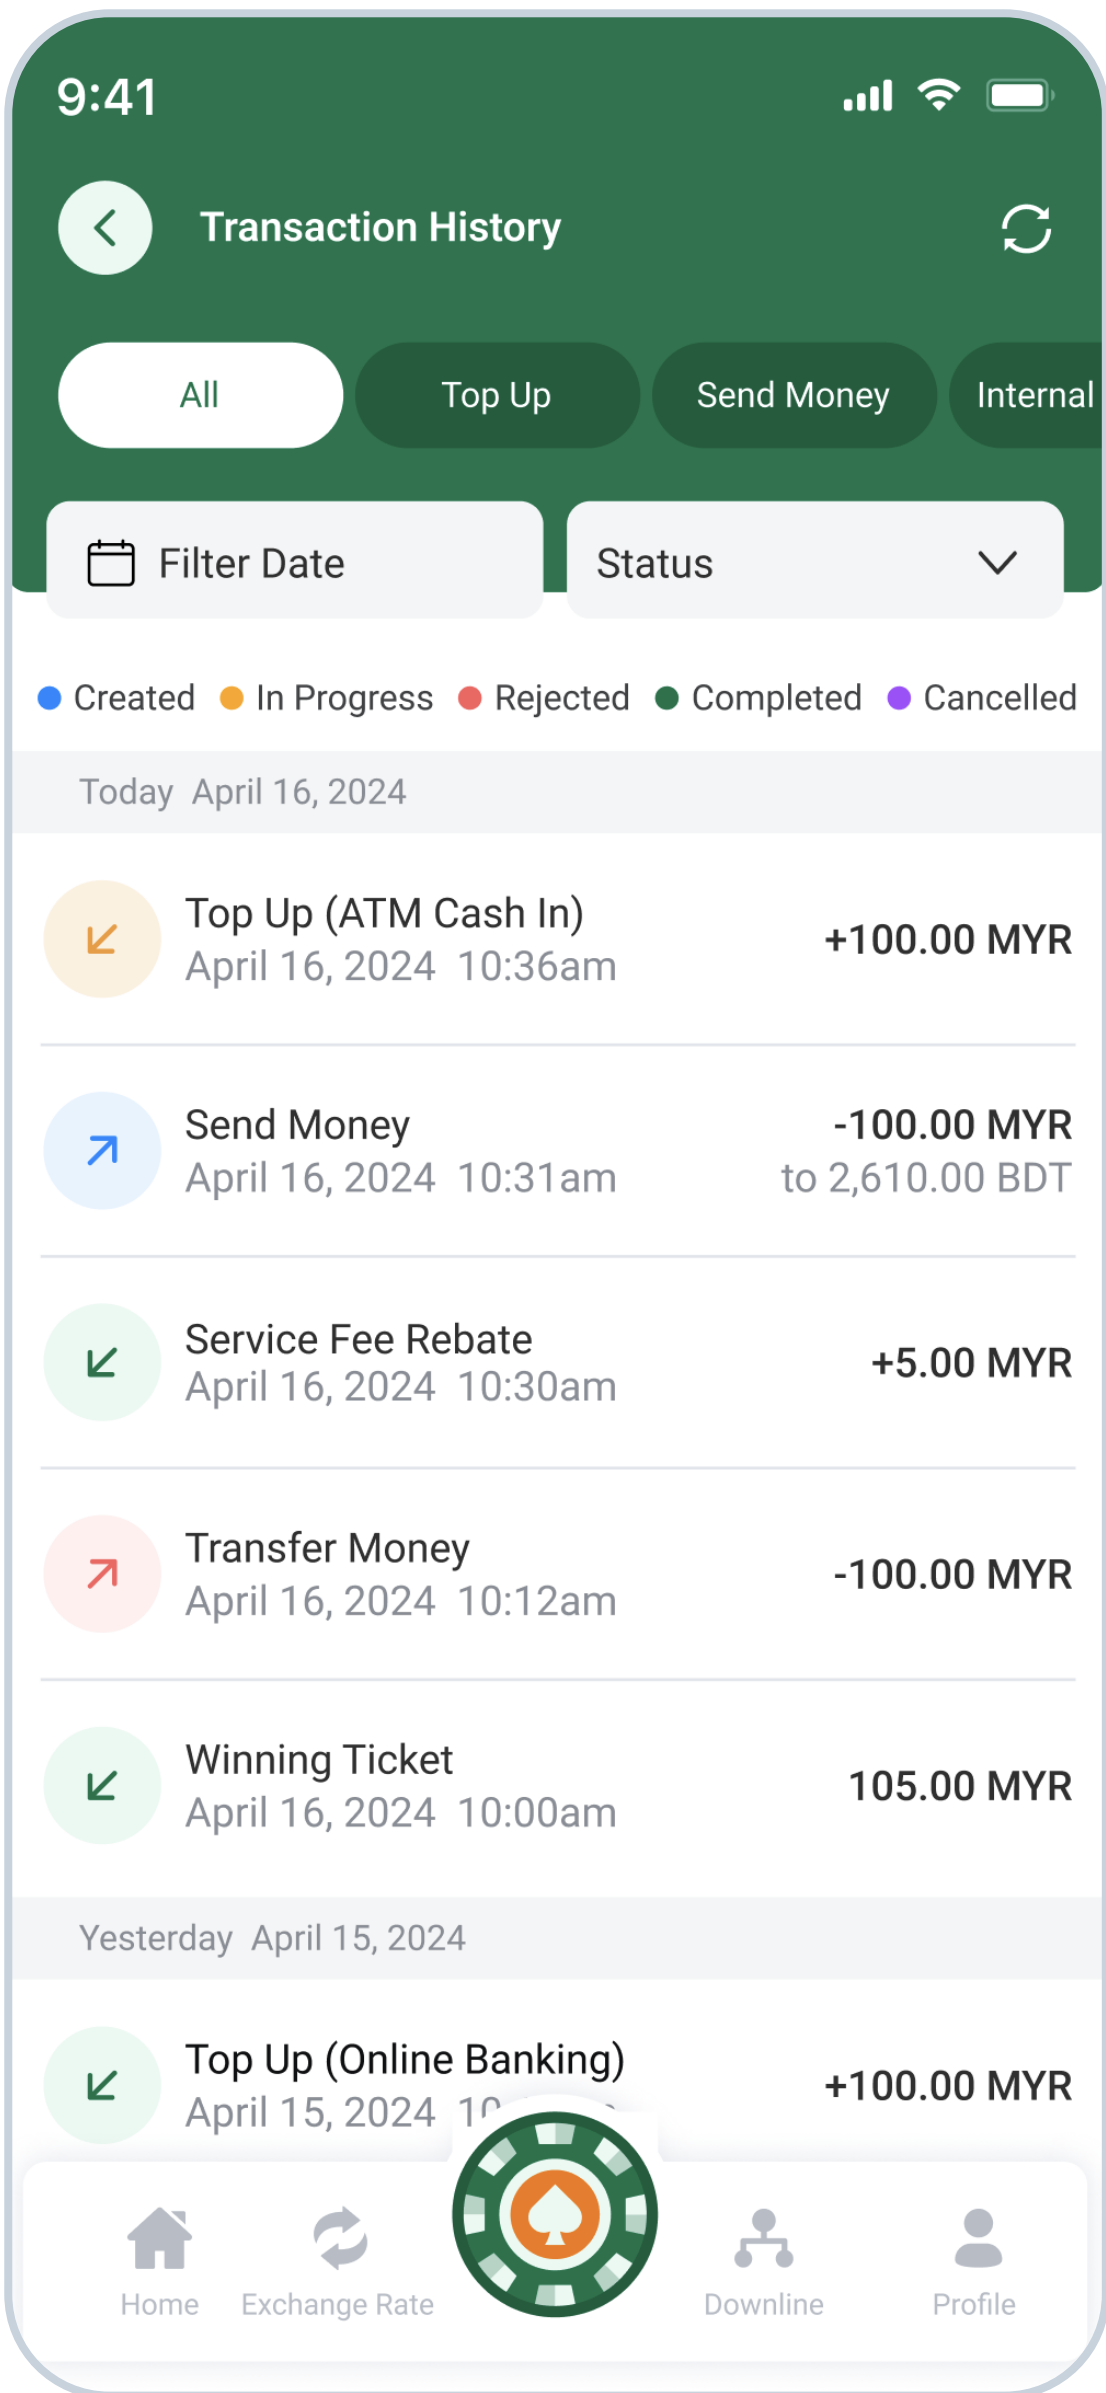 9:41
Transaction History
All Top Up Send Money Internal
Filter Date Status
Created In Progress Rejected Completed Cancelled
Today April 16, 2024
Top Up (ATM Cash In)
+100.00 MYR
April 16, 2024 10:36am
Send Money
-100.00 MYR
April 16, 2024 10:31am
to 2,610.00 BDT
Service Fee Rebate
+5.00 MYR
April 16, 2024 10:30am
Transfer Money
-100.00 MYR
April 16, 2024 10:12am
Winning Ticket
105.00 MYR
April 16, 2024 10:00am
Yesterday April 15, 2024
Top Up (Online Banking)
+100.00 MYR
April 15, 2024
Home Exchange Rate Downline Profile